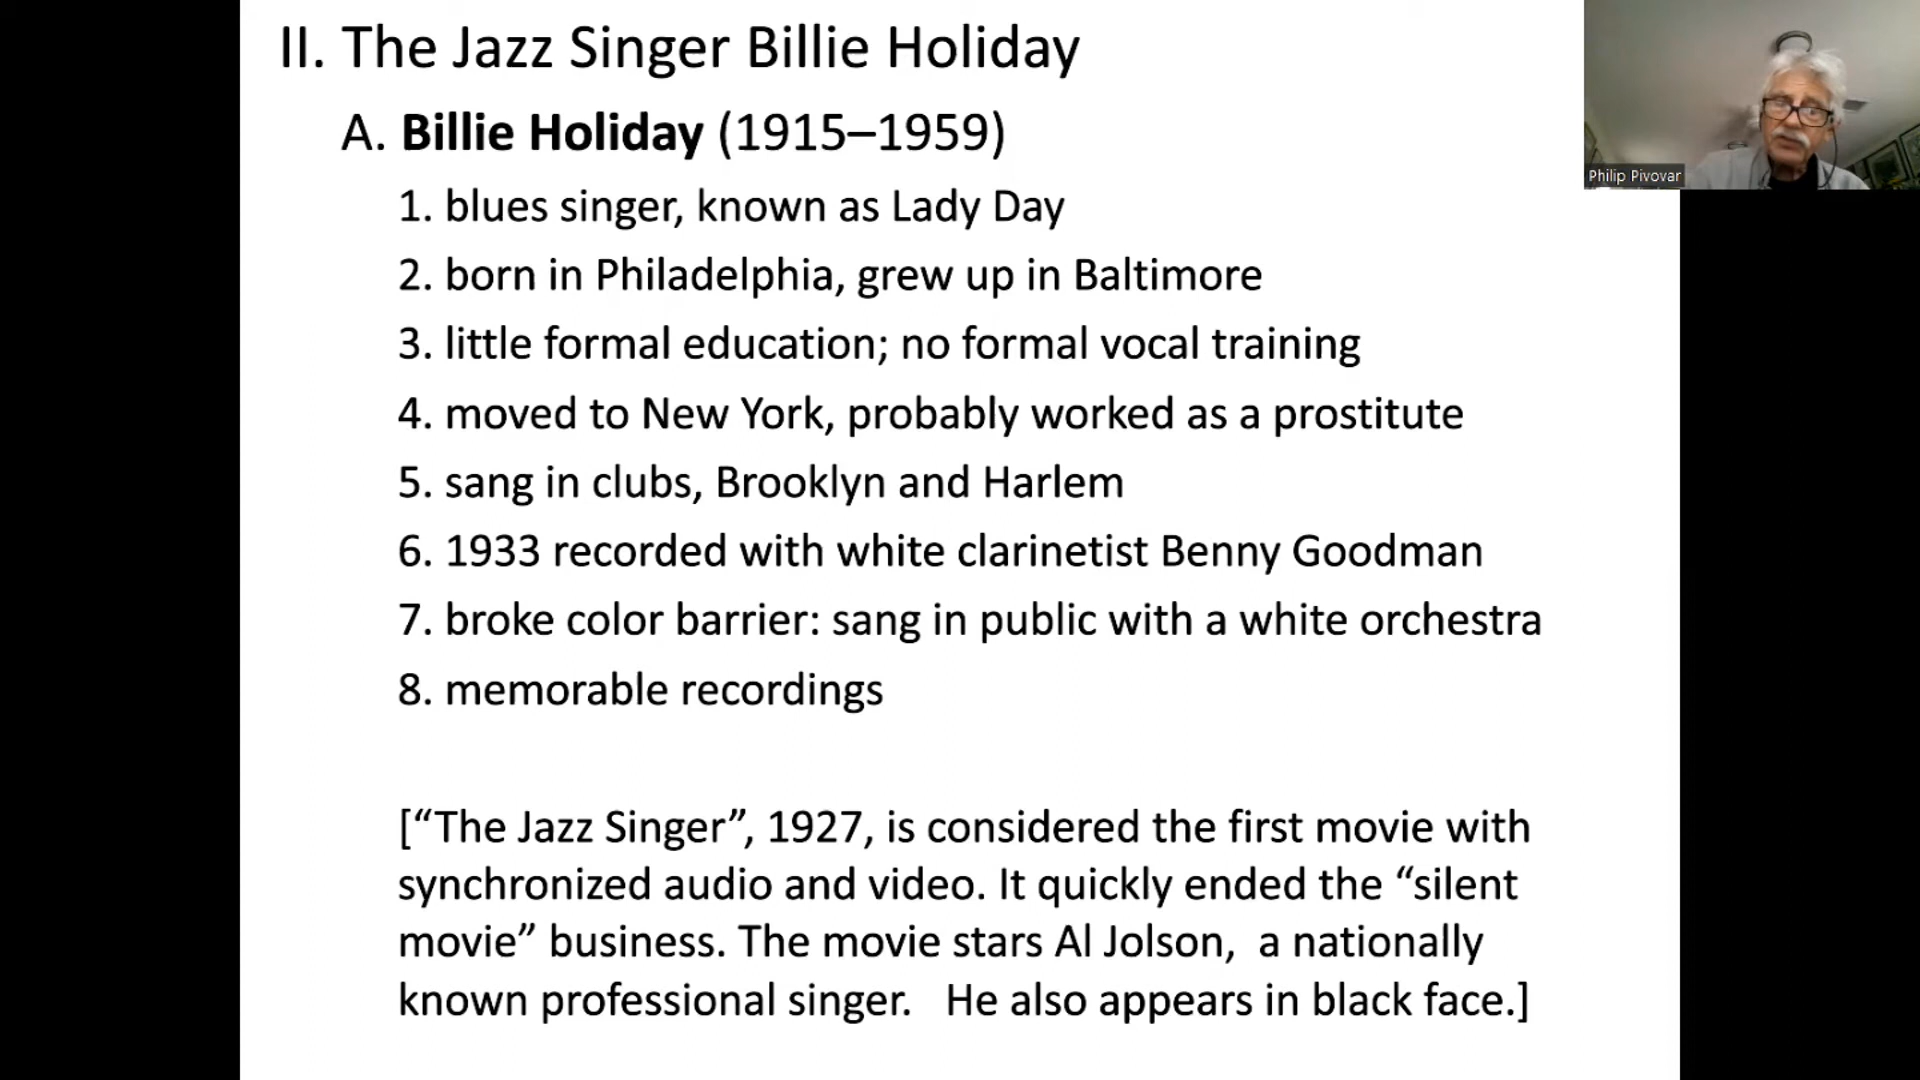 II. The Jazz Singer Billie Holiday
A. Billie Holiday (1915–1959)
1. blues singer, known as Lady Day
2. born in Philadelphia, grew up in Baltimore
3. little formal education; no formal vocal training
4. moved to New York, probably worked as a prostitute
5. sang in clubs, Brooklyn and Harlem
6. 1933 recorded with white clarinetist Benny Goodman
7. broke color barrier: sang in public with a white orchestra
8. memorable recordings
[“The Jazz Singer”, 1927, is considered the first movie with
synchronized audio and video. It quickly ended the “silent
movie” business. The movie stars Al Jolson,  a nationally
known professional singer.   He also appears in black face.]
Philip Pivovar